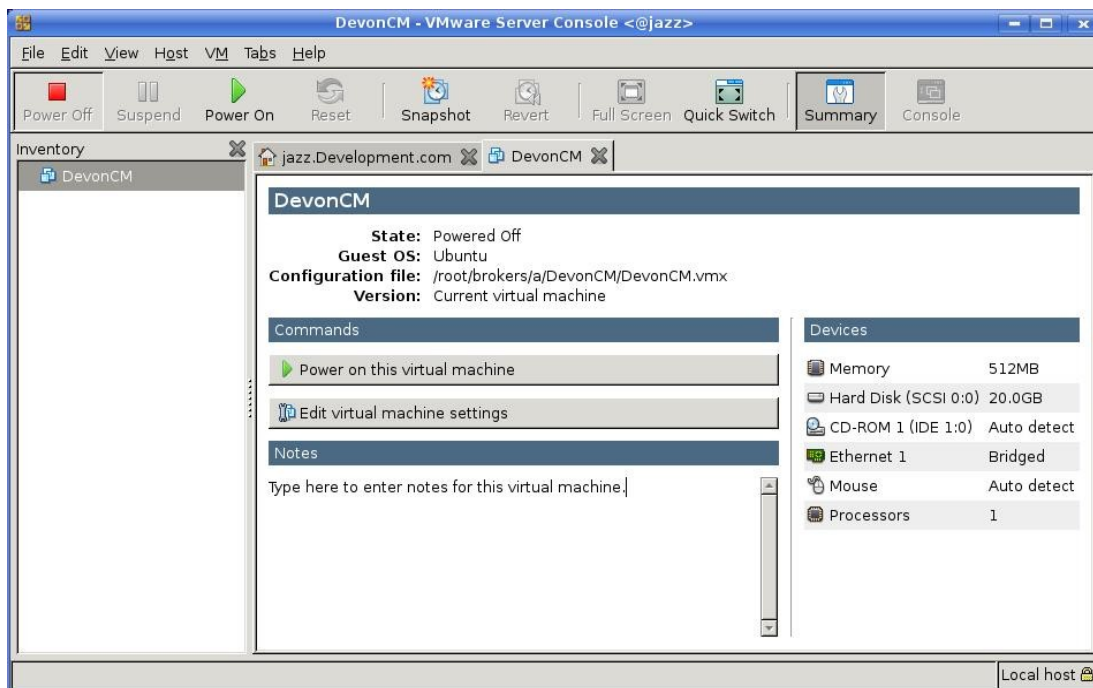 DevonCM - VMware Server Console <@jazz>
File Edit View Host VM Tabs Help
Power Off Suspend Power On Reset Snapshot Revert Full Screen Quick Switch Summary Console
Inventory
DevonCM
jazz.Development.com DevonCM
DevonCM
State: Powered Off
Guest OS: Ubuntu
Configuration file: /root/brokers/a/DevonCM/DevonCM.vmx
Version: Current virtual machine
Commands
Power on this virtual machine
Edit virtual machine settings
Notes
Type here to enter notes for this virtual machine.
Devices
Memory 512MB
Hard Disk (SCSI 0:0) 20.0GB
CD-ROM 1 (IDE 1:0) Auto detect
Ethernet 1 Bridged
Mouse Auto detect
Processors 1
Local host